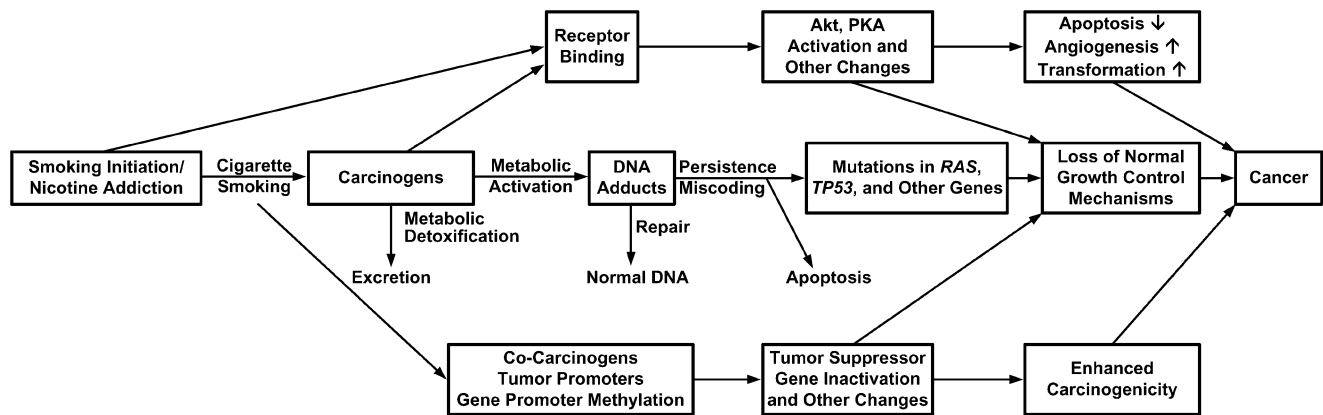 Receptor
Binding
Akt, PKA
Activation and
Other Changes
Apoptosis ↓
Angiogenesis ↑
Transformation ↑
Smoking Initiation/
Nicotine Addiction
Cigarette
Smoking
Carcinogens
Metabolic
Activation
DNA
Adducts
Persistence
Miscoding
Mutations in RAS,
TP53, and Other Genes
Loss of Normal
Growth Control
Mechanisms
Cancer
Metabolic
Detoxification
Repair
Excretion
Normal DNA
Apoptosis
Co-Carcinogens
Tumor Promoters
Gene Promoter Methylation
Tumor Suppressor
Gene Inactivation
and Other Changes
Enhanced
Carcinogenicity